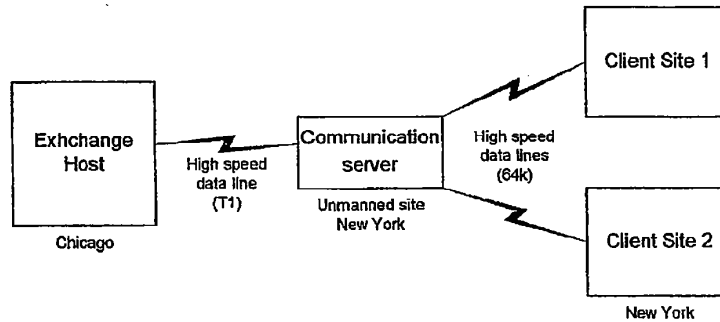 Exhchange
Host
Chicago
High speed
data line
(T1)
Communication
server
Unmanned site
New York
High speed
data lines
(64k)
Client Site 1
Client Site 2
New York